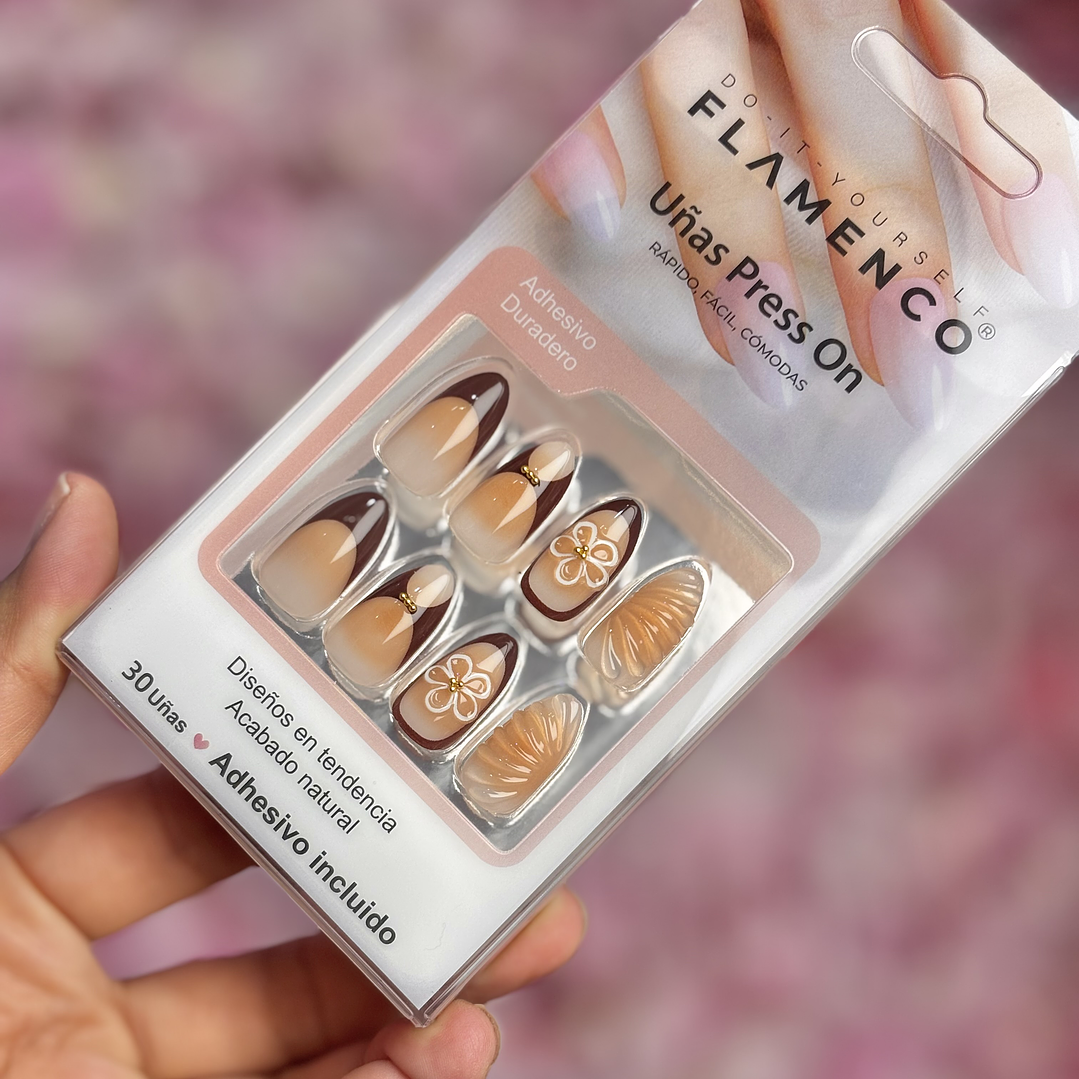 DO-IT-YOURSELF
FLAMENCO®
Uñas Press On
RÁPIDO, FÁCIL, CÓMODAS
Adhesivo
Duradero
Diseños en tendencia
Acabado natural
30 Uñas ♥ Adhesivo incluido